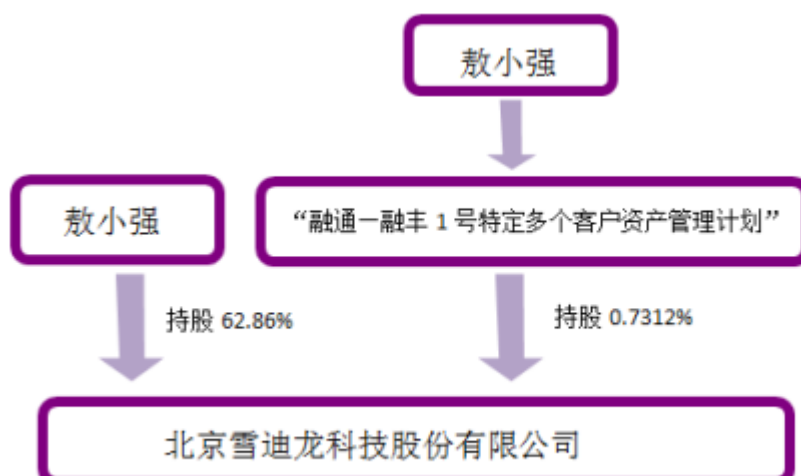 敖小强
敖小强
“融通一融丰 1 号特定多个客户资产管理计划”
持股 62.86%
持股 0.7312%
北京雪迪龙科技股份有限公司